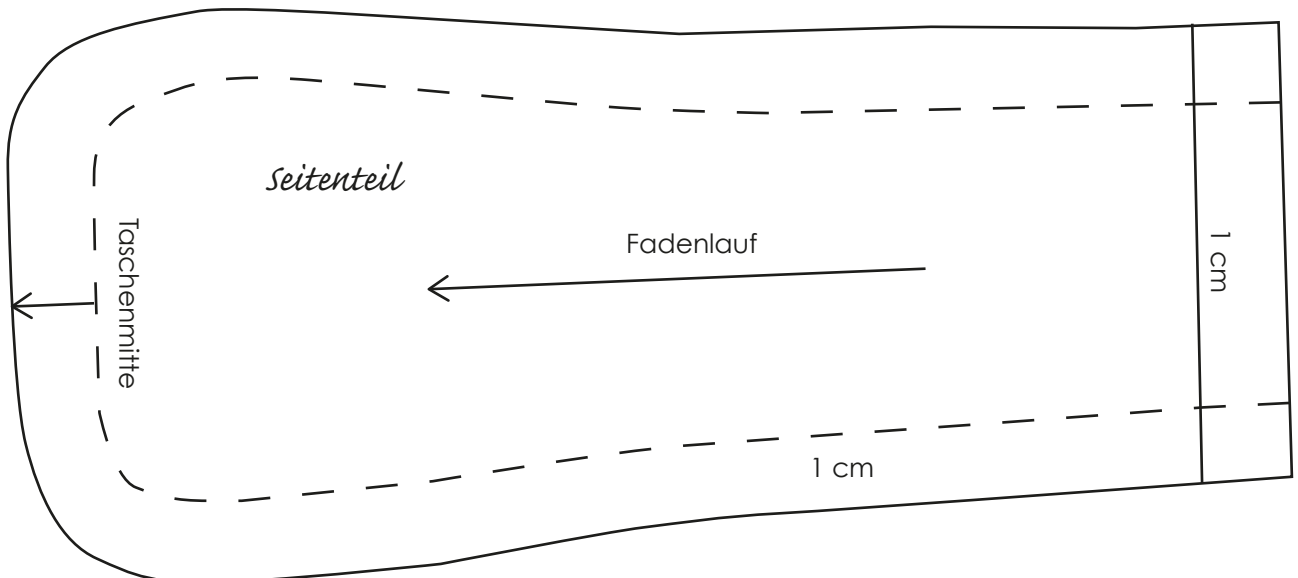 Seitenteil
Taschenmitte
Fadenlauf
1 cm
1 cm